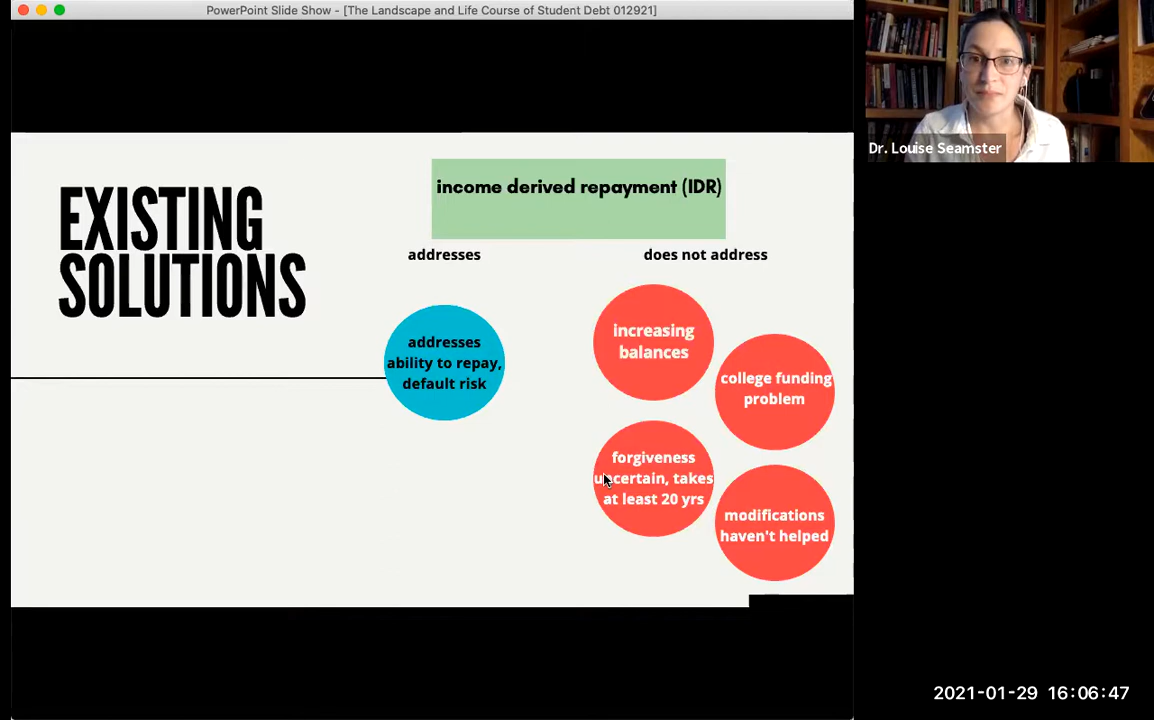 PowerPoint Slide Show - [The Landscape and Life Course of Student Debt 012921]
Dr. Louise Seamster
EXISTING
SOLUTIONS
income derived repayment (IDR)
addresses
does not address
addresses
ability to repay,
default risk
increasing
balances
college funding
problem
forgiveness
uncertain, takes
at least 20 yrs
modifications
haven't helped
2021-01-29 16:06:47